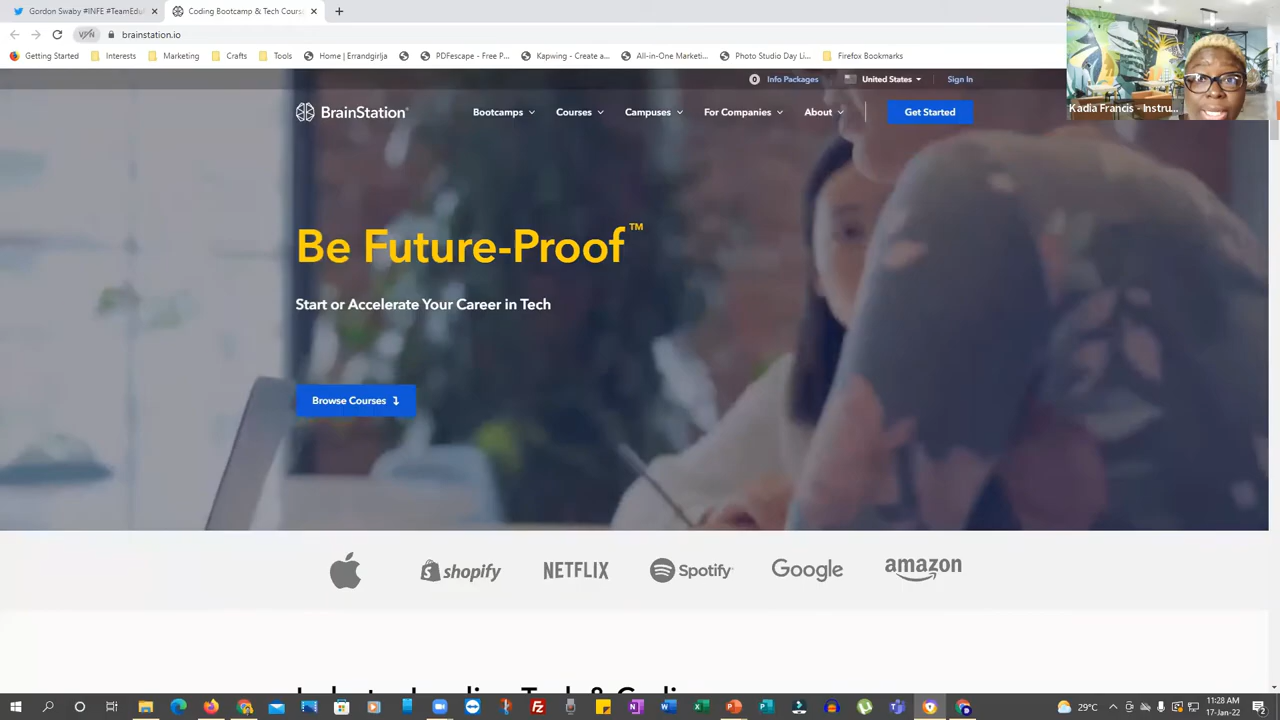 Gordon Swaby #INFE #TeamEdu
Coding Bootcamp & Tech Cours
VPN
brainstation.io
Getting Started
Interests
Marketing
Crafts
Tools
Home | Errandgirlja
PDFescape - Free P...
Kapwing - Create a...
All-in-One Marketi...
Photo Studio Day Li...
Firefox Bookmarks
0 Info Packages
United States
Sign In
Kadia Francis - Instru...
BrainStation
Bootcamps
Courses
Campuses
For Companies
About
Get Started
Be Future-Proof™
Start or Accelerate Your Career in Tech
Browse Courses
shopify
NETFLIX
Spotify
Google
amazon
29°C
11:28 AM
17-Jan-22